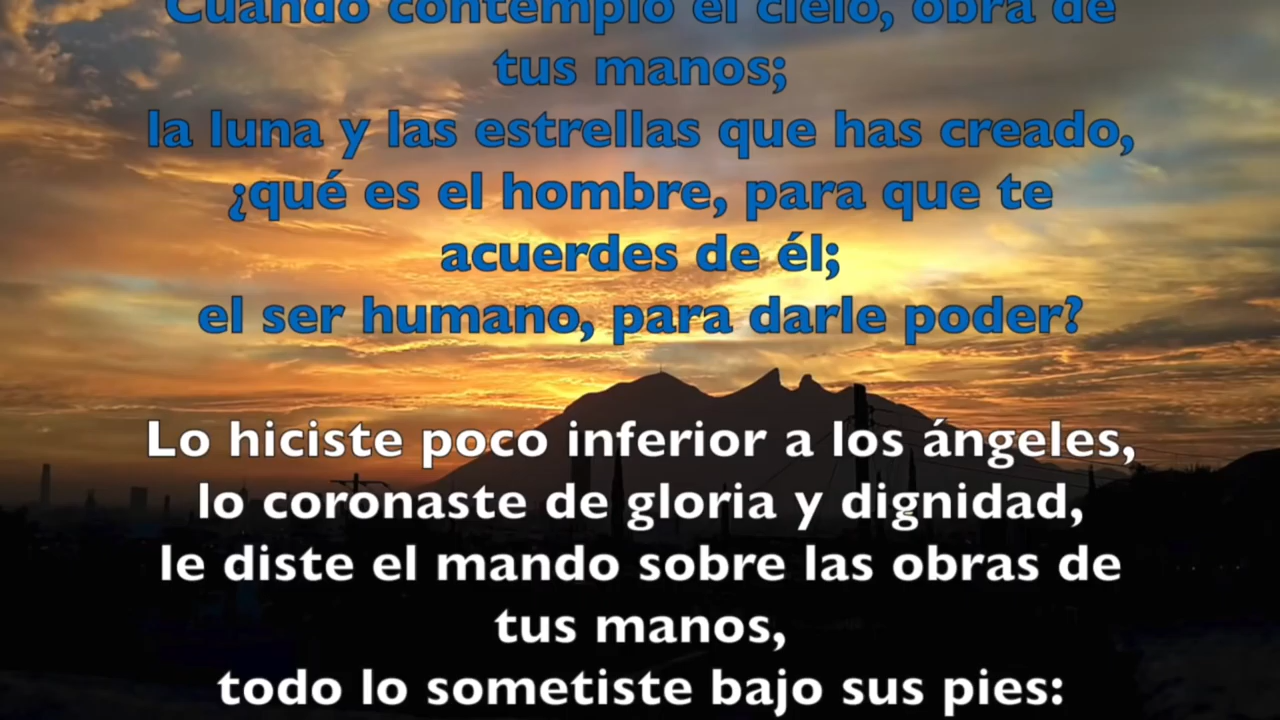 Cuando contemplo el cielo, obra de
tus manos;
la luna y las estrellas que has creado,
¿qué es el hombre, para que te
acuerdes de él;
el ser humano, para darle poder?
Lo hiciste poco inferior a los ángeles,
lo coronaste de gloria y dignidad,
le diste el mando sobre las obras de
tus manos,
todo lo sometiste bajo sus pies: